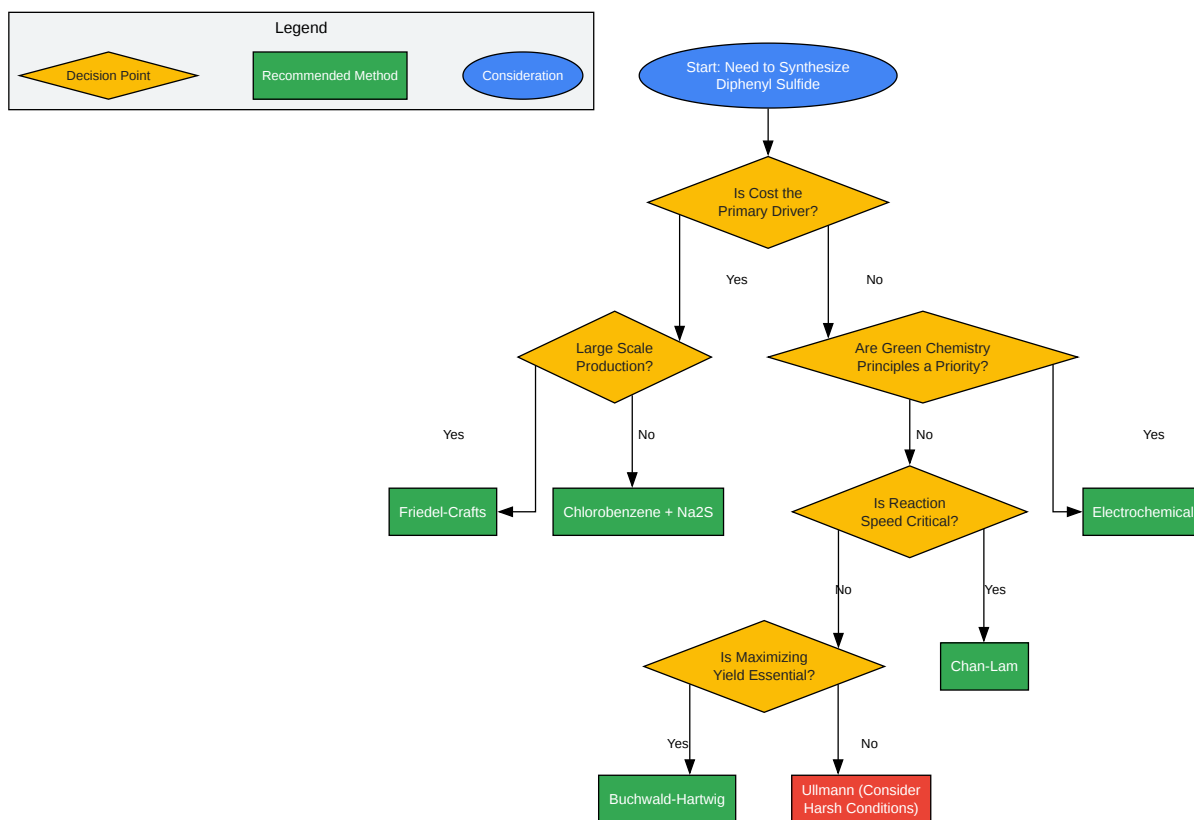 Legend
Decision Point
Recommended Method
Consideration
Start: Need to Synthesize
Diphenyl Sulfide
Is Cost the
Primary Driver?
Yes
No
Large Scale
Production?
Are Green Chemistry
Principles a Priority?
Yes
No
No
Yes
Friedel-Crafts
Chlorobenzene + Na2S
Is Reaction
Speed Critical?
Electrochemical
No
Yes
Is Maximizing
Yield Essential?
Chan-Lam
Yes
No
Buchwald-Hartwig
Ullmann (Consider
Harsh Conditions)